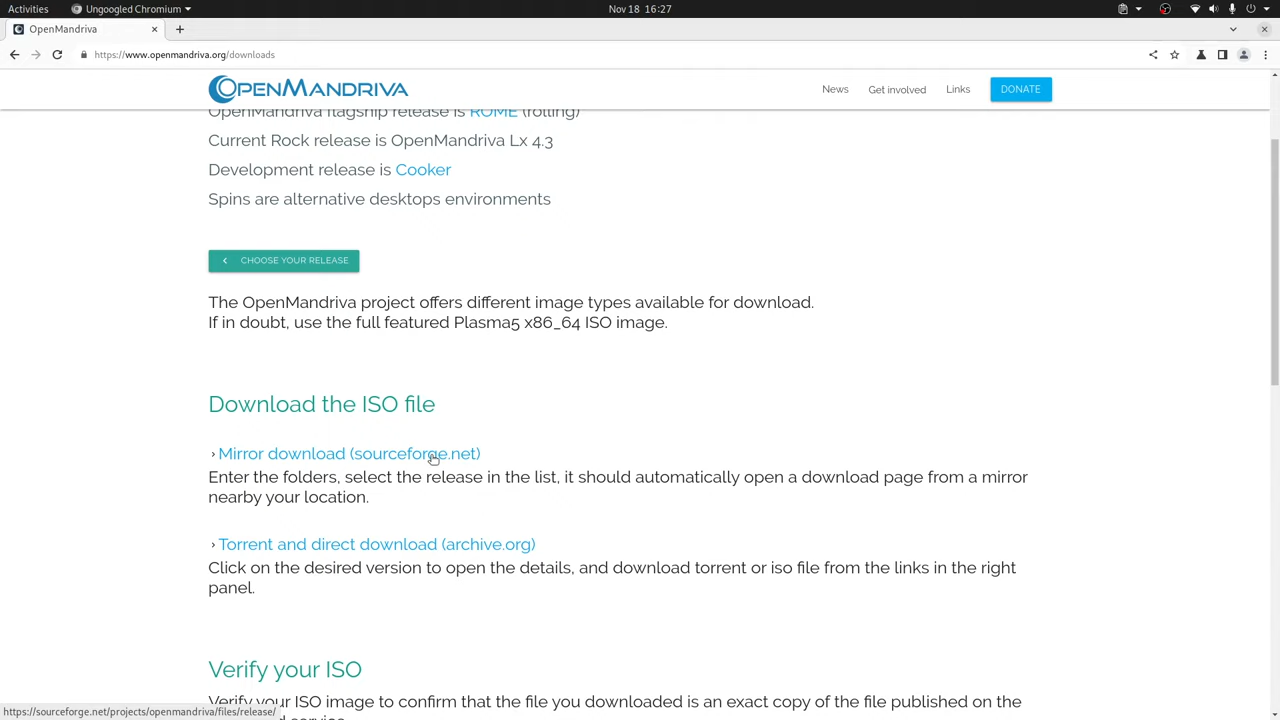 Activities
Ungoogled Chromium
Nov 18 16:27
OpenMandriva
https://www.openmandriva.org/downloads
OPENMANDRIVA
News
Get involved
Links
DONATE
OpenMandriva flagship release is ROME (rolling)
Current Rock release is OpenMandriva Lx 4.3
Development release is Cooker
Spins are alternative desktops environments
CHOOSE YOUR RELEASE
The OpenMandriva project offers different image types available for download.
If in doubt, use the full featured Plasma5 x86_64 ISO image.
Download the ISO file
› Mirror download (sourceforge.net)
Enter the folders, select the release in the list, it should automatically open a download page from a mirror
nearby your location.
› Torrent and direct download (archive.org)
Click on the desired version to open the details, and download torrent or iso file from the links in the right
panel.
Verify your ISO
Verify your ISO image to confirm that the file you downloaded is an exact copy of the file published on the
https://sourceforge.net/projects/openmandriva/files/release/